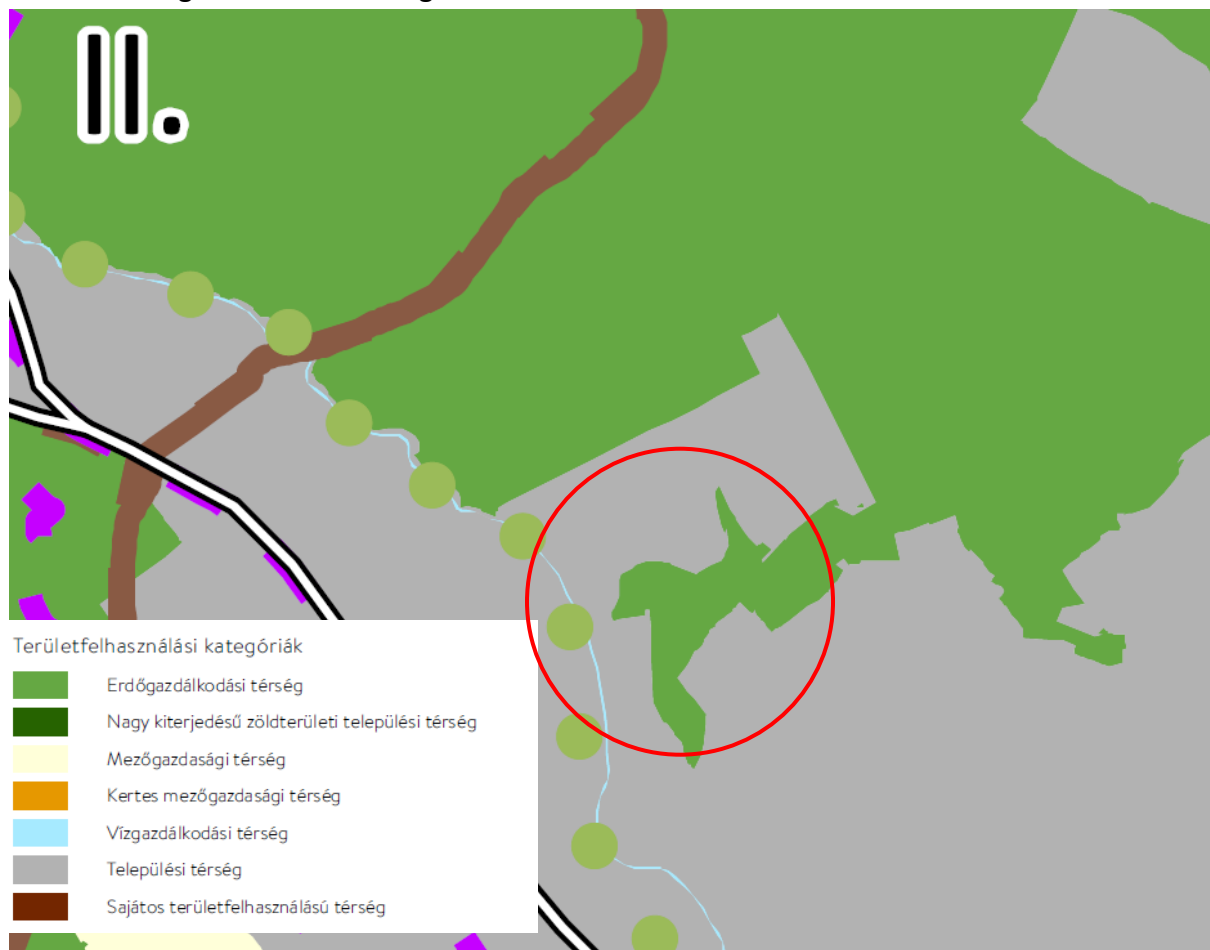 II.
Területfelhasználási kategóriák
Erdőgazdálkodási térség
Nagy kiterjedésű zöldterületi települési térség
Mezőgazdasági térség
Kertes mezőgazdasági térség
Vízgazdálkodási térség
Települési térség
Sajátos területfelhasználású térség